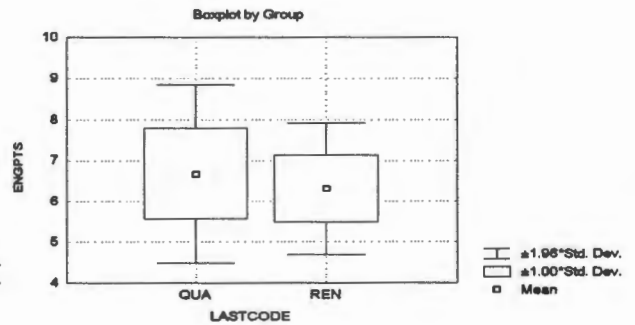 Boxplot by Group
10
9
8
7
6
5
4
ENGPTS
QUA
REN
LASTCODE
±1.96*Std. Dev.
±1.00*Std. Dev.
Mean